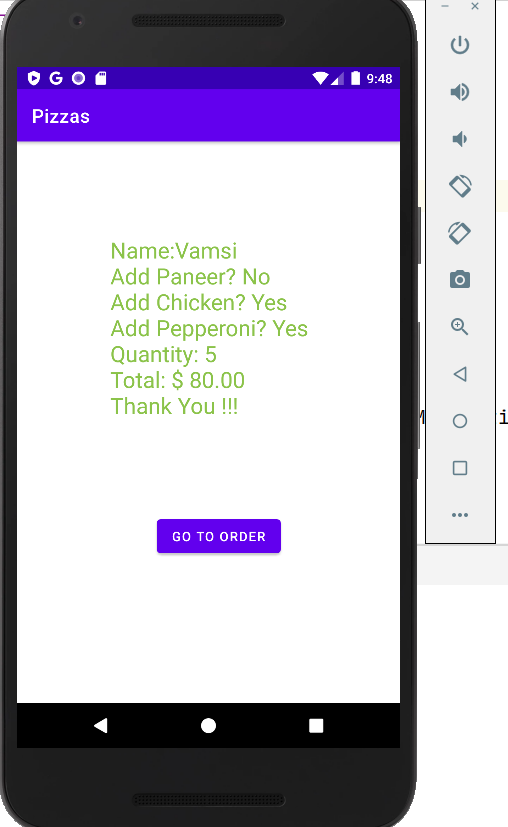 9:48
Pizzas
Name:Vamsi
Add Paneer? No
Add Chicken? Yes
Add Pepperoni? Yes
Quantity: 5
Total: $ 80.00
Thank You !!!
GO TO ORDER